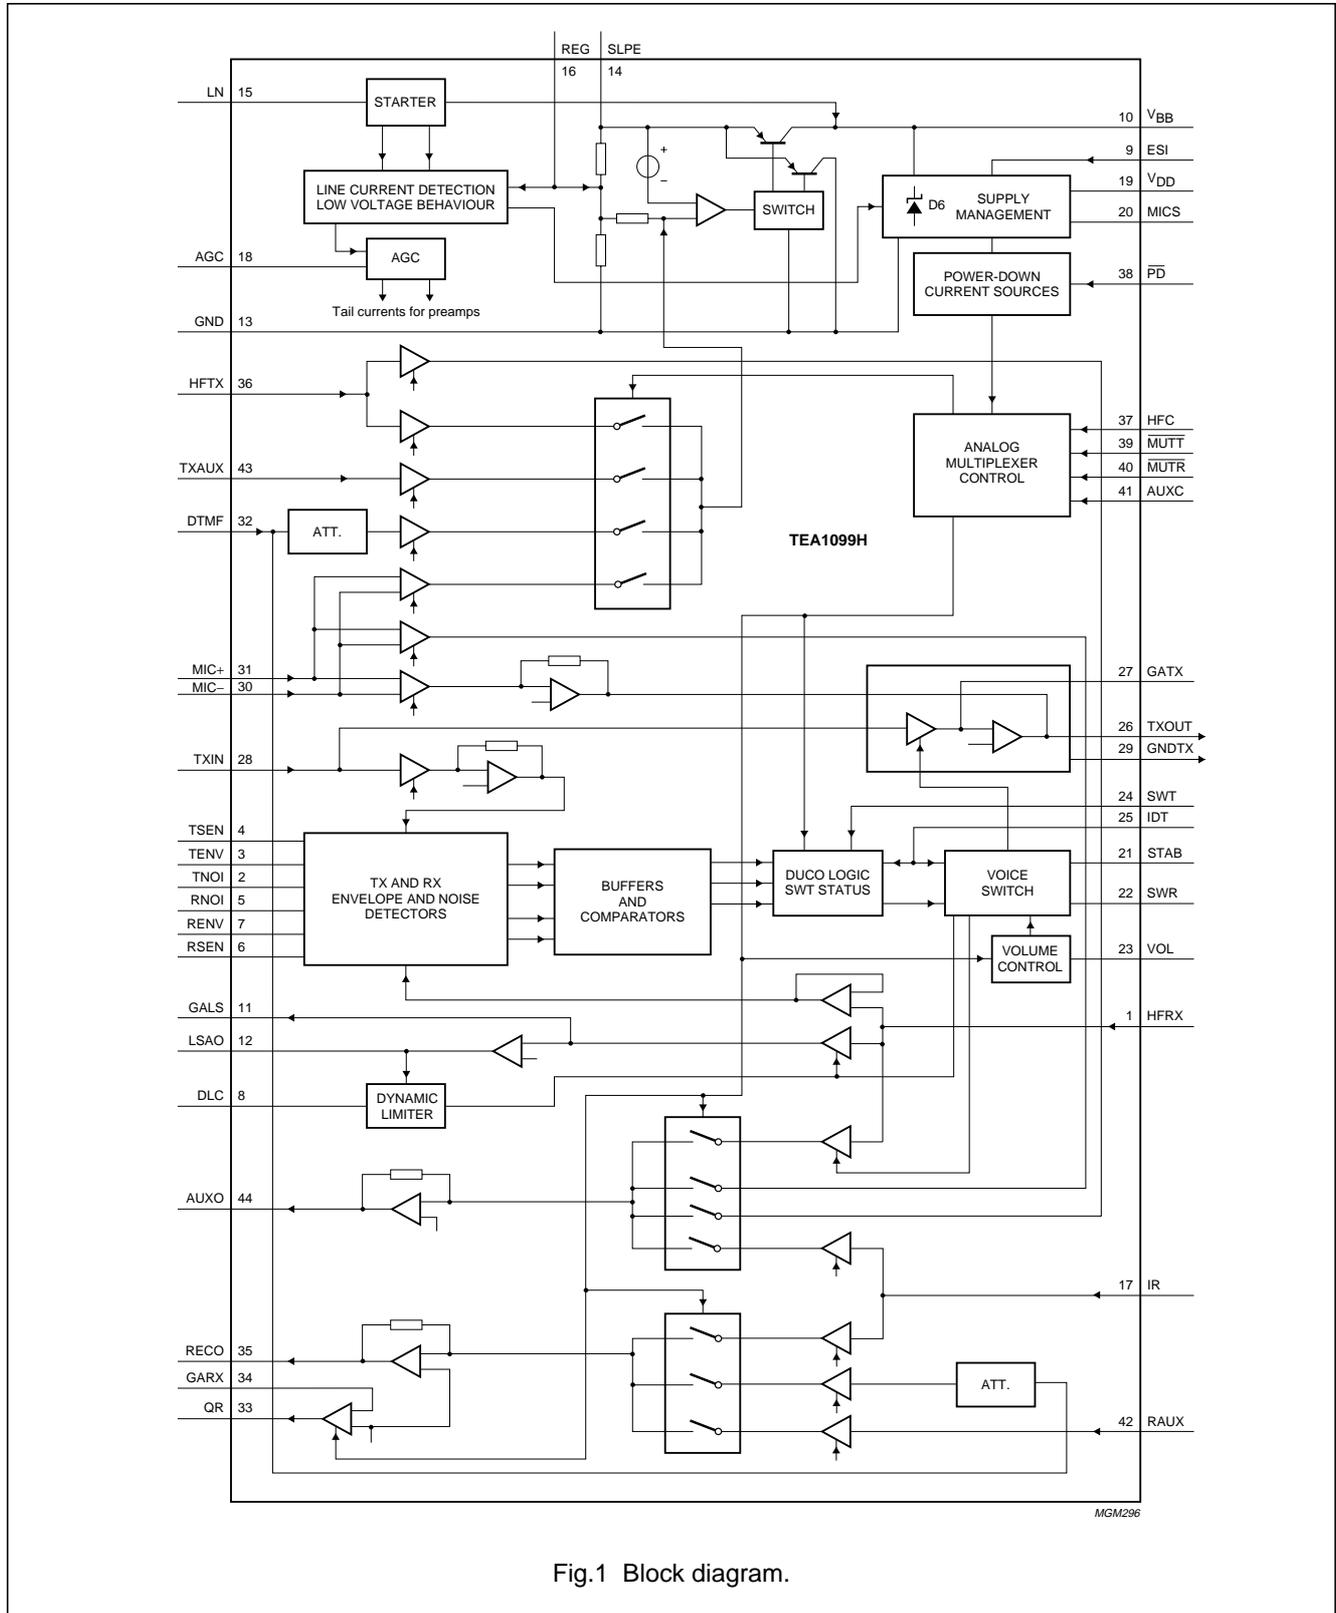 REG SLPE
16 14
LN 15
STARTER
10 VBB
9 ESI
+
−
LINE CURRENT DETECTION
LOW VOLTAGE BEHAVIOUR
SWITCH
D6
SUPPLY
MANAGEMENT
19 VDD
20 MICS
AGC 18
AGC
POWER-DOWN
CURRENT SOURCES
38 PD
Tail currents for preamps
GND 13
HFTX 36
ANALOG
MULTIPLEXER
CONTROL
37 HFC
39 MUTT
40 MUTR
41 AUXC
TXAUX 43
DTMF 32
ATT.
TEA1099H
MIC+ 31
MIC− 30
27 GATX
26 TXOUT
29 GNDTX
TXIN 28
24 SWT
25 IDT
TSEN 4
TENV 3
TNOI 2
RNOI 5
RENV 7
RSEN 6
TX AND RX
ENVELOPE AND NOISE
DETECTORS
BUFFERS
AND
COMPARATORS
DUCO LOGIC
SWT STATUS
VOICE
SWITCH
21 STAB
22 SWR
VOLUME
CONTROL
23 VOL
GALS 11
1 HFRX
LSAO 12
DLC 8
DYNAMIC
LIMITER
AUXO 44
17 IR
RECO 35
GARX 34
QR 33
ATT.
42 RAUX
MGM296
Fig.1 Block diagram.